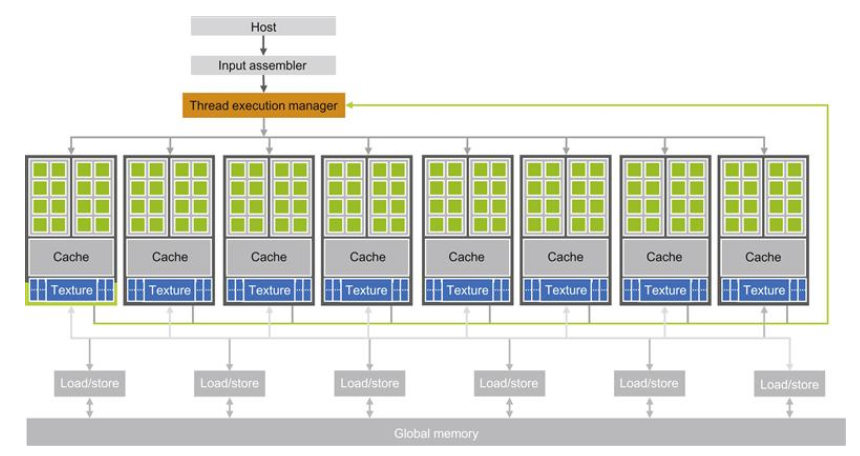 Host
Input assembler
Thread execution manager
Cache Cache Cache Cache Cache Cache Cache Cache
Texture Texture Texture Texture Texture Texture Texture Texture
Load/store Load/store Load/store Load/store Load/store Load/store
Global memory